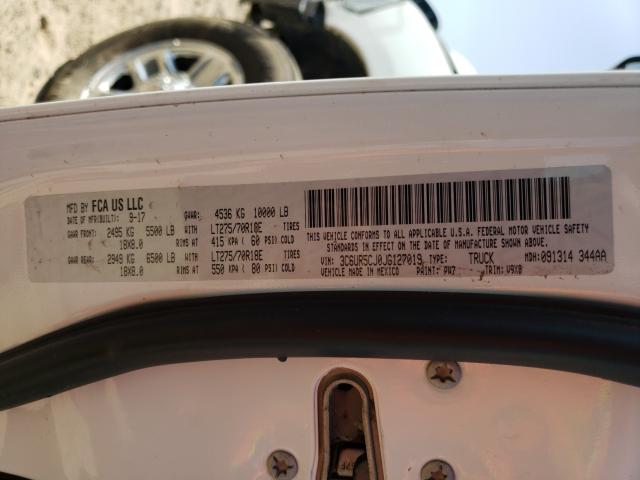 MFD BY FCA US LLC
DATE OF MFR(BUILT): 9-17 GVWR: 4536 KG 10000 LB
GAWR FRONT: 2495 KG 5500 LB WITH LT275/70R18E TIRES
18X8.0 RIMS AT 415 KPA ( 60 PSI) COLD
GAWR REAR: 2949 KG 6500 LB WITH LT275/70R18E TIRES
18X8.0 RIMS AT 550 KPA ( 80 PSI) COLD
THIS VEHICLE CONFORMS TO ALL APPLICABLE U.S.A. FEDERAL MOTOR VEHICLE
SAFETY STANDARDS IN EFFECT ON THE DATE OF MANUFACTURE SHOWN ABOVE.
VIN: 3C6UR5CJ0JG127019 TYPE: TRUCK MDH: 091314 344AA
VEHICLE MADE IN MEXICO PAINT: PW7 TRIM: V9X8